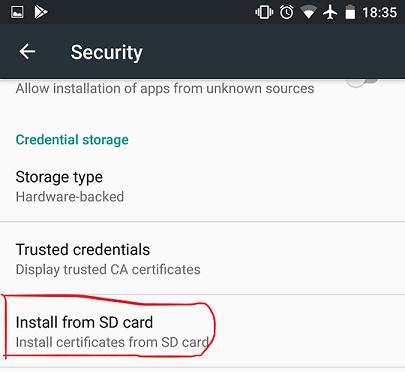 18:35
Security
Allow installation of apps from unknown sources
Credential storage
Storage type
Hardware-backed
Trusted credentials
Display trusted CA certificates
Install from SD card
Install certificates from SD card